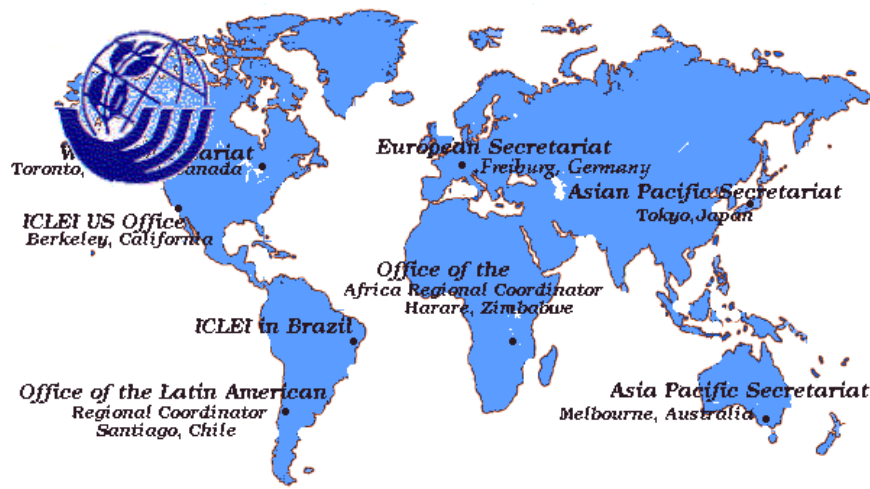 European Secretariat
Freiburg, Germany
Toronto, Canada
Asian Pacific Secretariat
Tokyo,Japan
ICLEI US Office
Berkeley, California
Office of the
Africa Regional Coordinator
Harare, Zimbabwe
ICLEI in Brazil
Office of the Latin American
Regional Coordinator
Santiago, Chile
Asia Pacific Secretariat
Melbourne, Australia